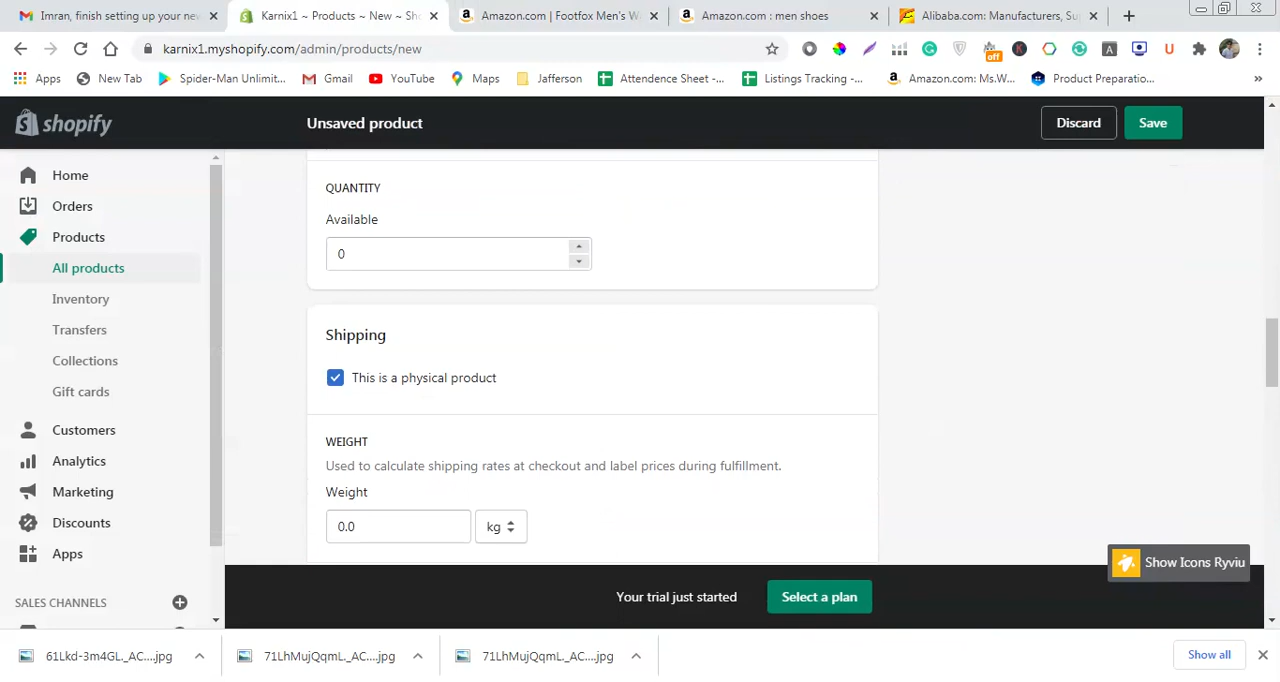 Imran, finish setting up your new
Karnix1 ~ Products ~ New ~ Sh
Amazon.com | Footfox Men's W
Amazon.com : men shoes
Alibaba.com: Manufacturers, Su
karnix1.myshopify.com/admin/products/new
off
Apps
New Tab
Spider-Man Unlimit...
Gmail
YouTube
Maps
Jafferson
Attendence Sheet -...
Listings Tracking -...
Amazon.com: Ms.W...
Product Preparatio...
shopify
Unsaved product
Discard
Save
Home
Orders
Products
All products
Inventory
Transfers
Collections
Gift cards
Customers
Analytics
Marketing
Discounts
Apps
SALES CHANNELS
QUANTITY
Available
0
Shipping
This is a physical product
WEIGHT
Used to calculate shipping rates at checkout and label prices during fulfillment.
Weight
0.0
kg
Show Icons Ryviu
Your trial just started
Select a plan
61Lkd-3m4GL._AC....jpg
71LhMujQqmL._AC....jpg
71LhMujQqmL._AC....jpg
Show all